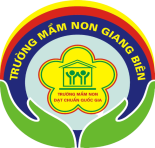 TRƯỜNG MẦM NON GIANG BIÊN
TRƯỜNG MẦM NON
ĐẠT CHUẨN QUỐC GIA